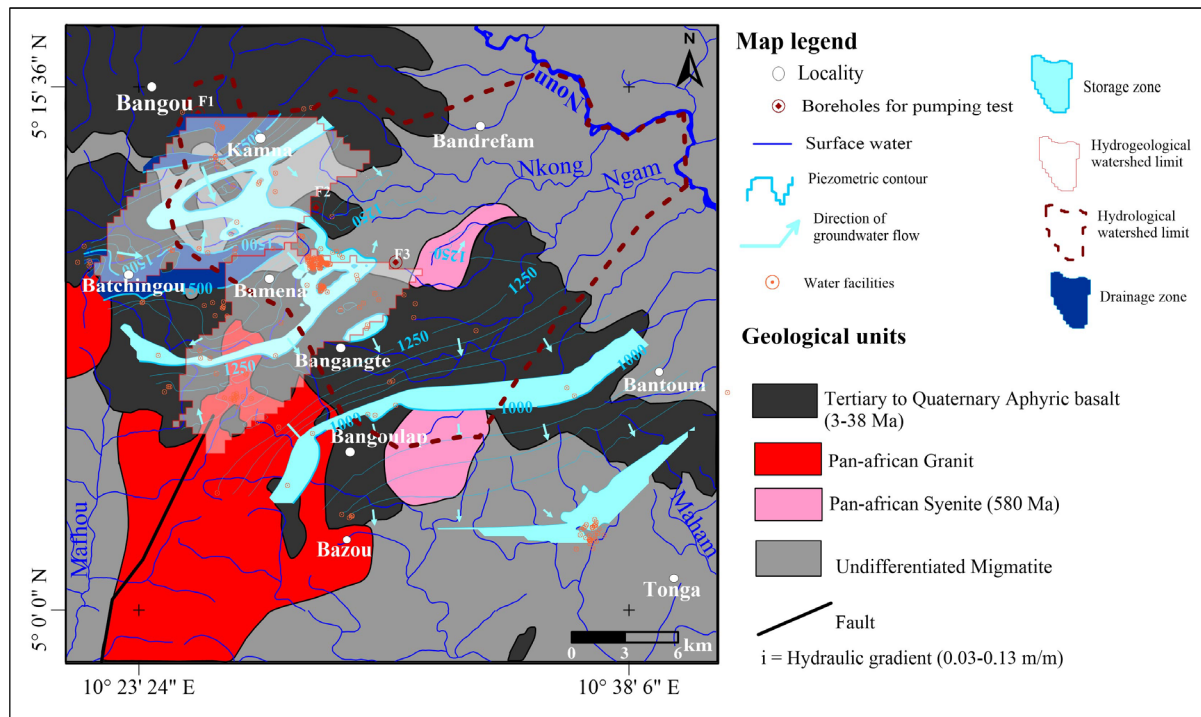 5° 15' 36" N
5° 0' 0" N
10° 23' 24" E
10° 38' 6" E
N
Bangou
F1
Kamna
1500
Bandrefam
Noun
Nkong
Ngam
F2
1250
1500
1250
F3
1500
Batchingou
1500
Bamena
1250
1250
1250
Bangangte
1000
Bantoum
1000
1000
Bangoulap
Mafhou
Bazou
Maham
Tonga
0 3 6
km
Map legend
Locality
Boreholes for pumping test
Surface water
Piezometric contour
Direction of
groundwater flow
Water facilities
Storage zone
Hydrogeological
watershed limit
Hydrological
watershed limit
Drainage zone
Geological units
Tertiary to Quaternary Aphyric basalt
(3-38 Ma)
Pan-african Granit
Pan-african Syenite (580 Ma)
Undifferentiated Migmatite
Fault
i = Hydraulic gradient (0.03-0.13 m/m)